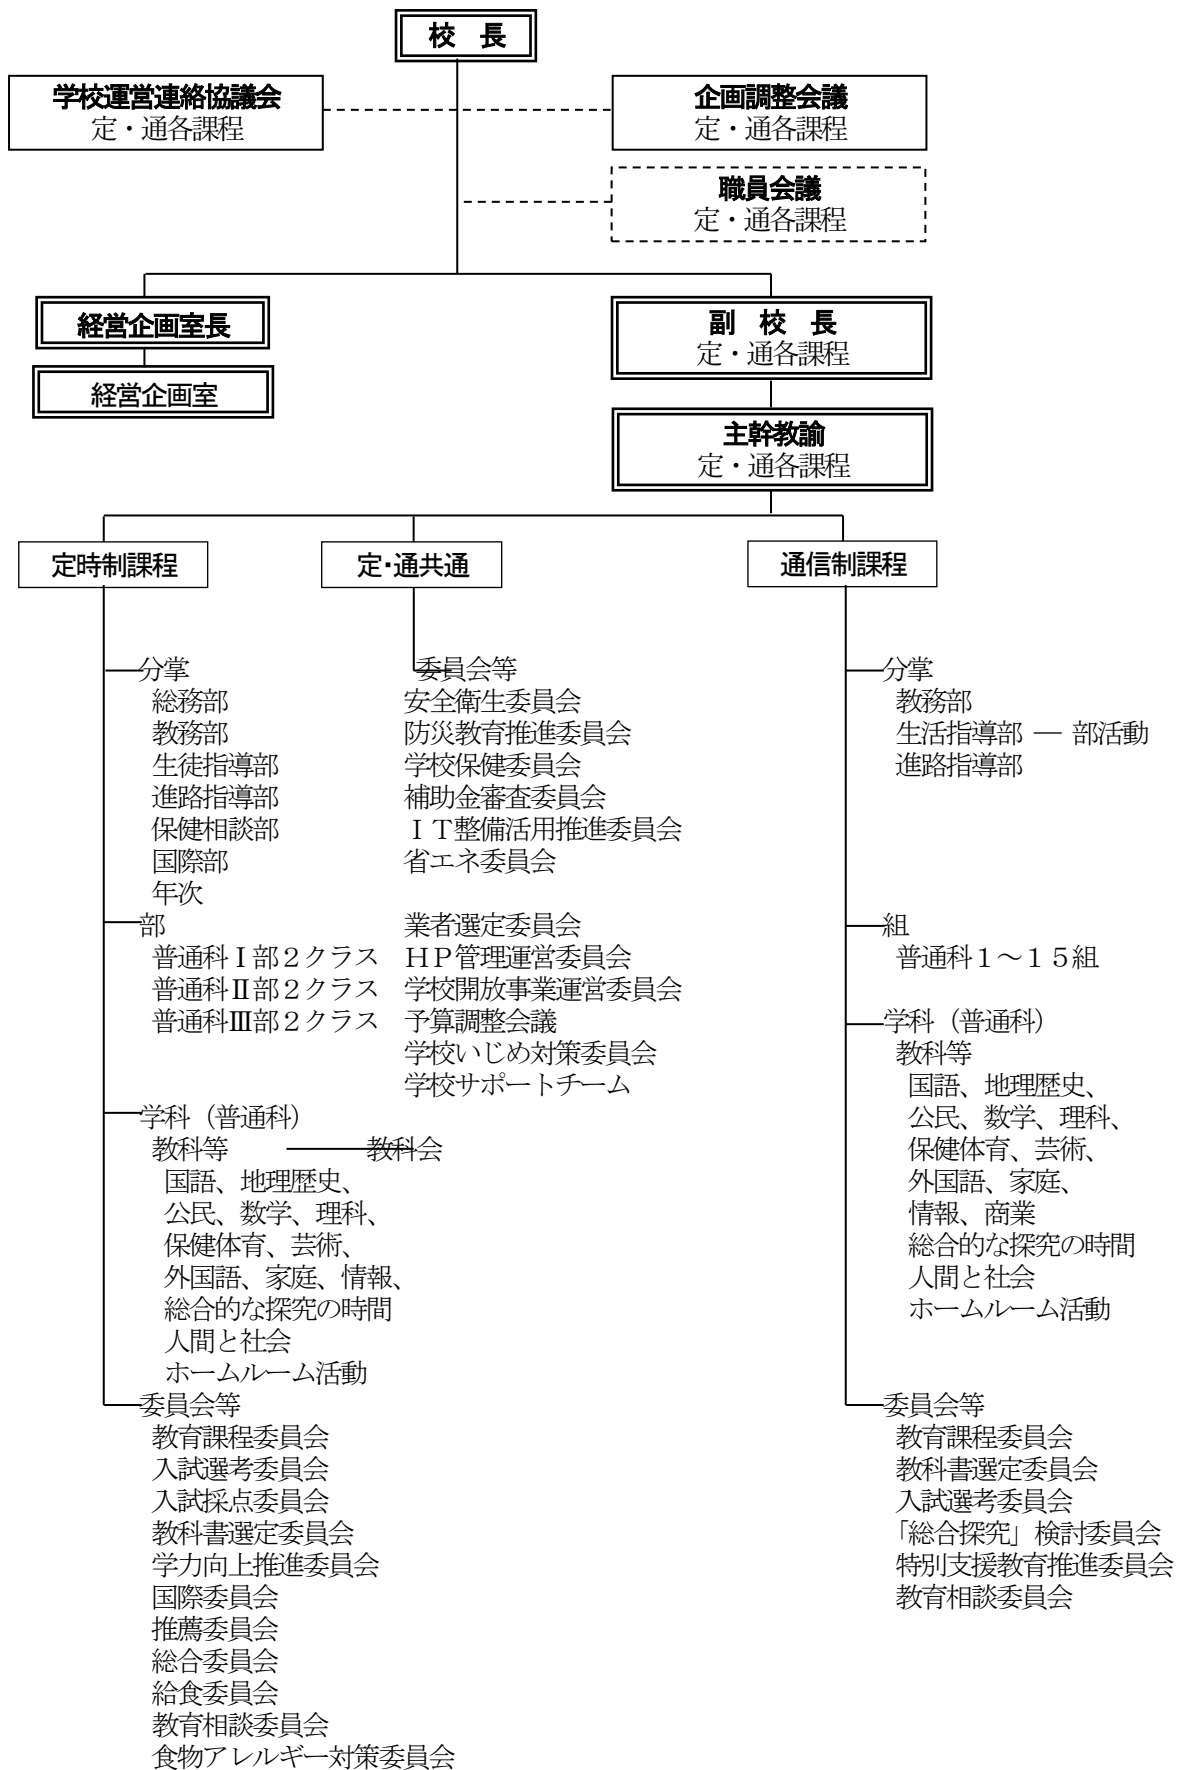 校　長
学校運営連絡協議会
定・通各課程
企画調整会議
定・通各課程
職員会議
定・通各課程
経営企画室長
経営企画室
副　校　長
定・通各課程
主幹教諭
定・通各課程
定時制課程
分掌
総務部
教務部
生徒指導部
進路指導部
保健相談部
国際部
年次
部
普通科Ⅰ部２クラス
普通科Ⅱ部２クラス
普通科Ⅲ部２クラス
学科（普通科）
教科等 教科会
国語、地理歴史、
公民、数学、理科、
保健体育、芸術、
外国語、家庭、情報、
総合的な探究の時間
人間と社会
ホームルーム活動
委員会等
教育課程委員会
入試選考委員会
入試採点委員会
教科書選定委員会
学力向上推進委員会
国際委員会
推薦委員会
総合委員会
給食委員会
教育相談委員会
食物アレルギー対策委員会
定・通共通
委員会等
安全衛生委員会
防災教育推進委員会
学校保健委員会
補助金審査委員会
ＩＴ整備活用推進委員会
省エネ委員会
業者選定委員会
ＨＰ管理運営委員会
学校開放事業運営委員会
予算調整会議
学校いじめ対策委員会
学校サポートチーム
通信制課程
分掌
教務部
生活指導部 ― 部活動
進路指導部
組
普通科１～１５組
学科（普通科）
教科等
国語、地理歴史、
公民、数学、理科、
保健体育、芸術、
外国語、家庭、
情報、商業
総合的な探究の時間
人間と社会
ホームルーム活動
委員会等
教育課程委員会
教科書選定委員会
入試選考委員会
「総合探究」検討委員会
特別支援教育推進委員会
教育相談委員会